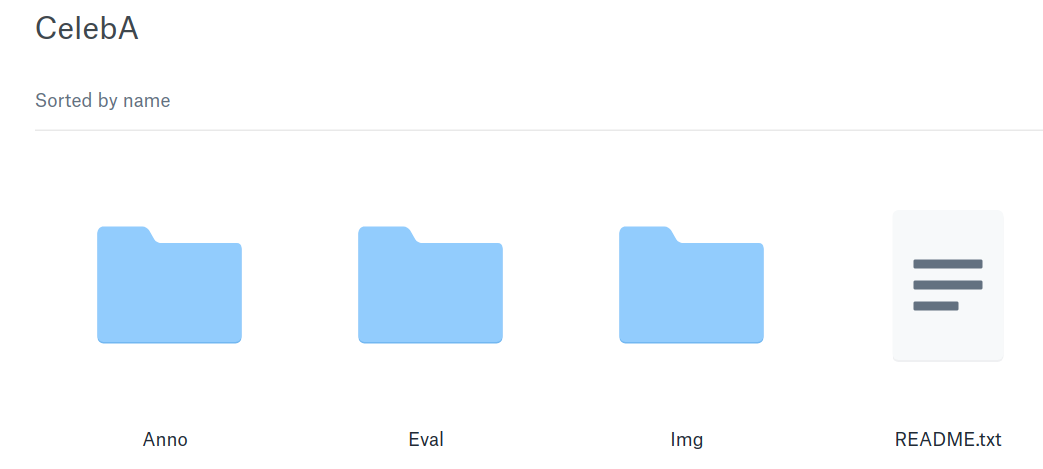 CelebA
Sorted by name
Anno Eval Img README.txt